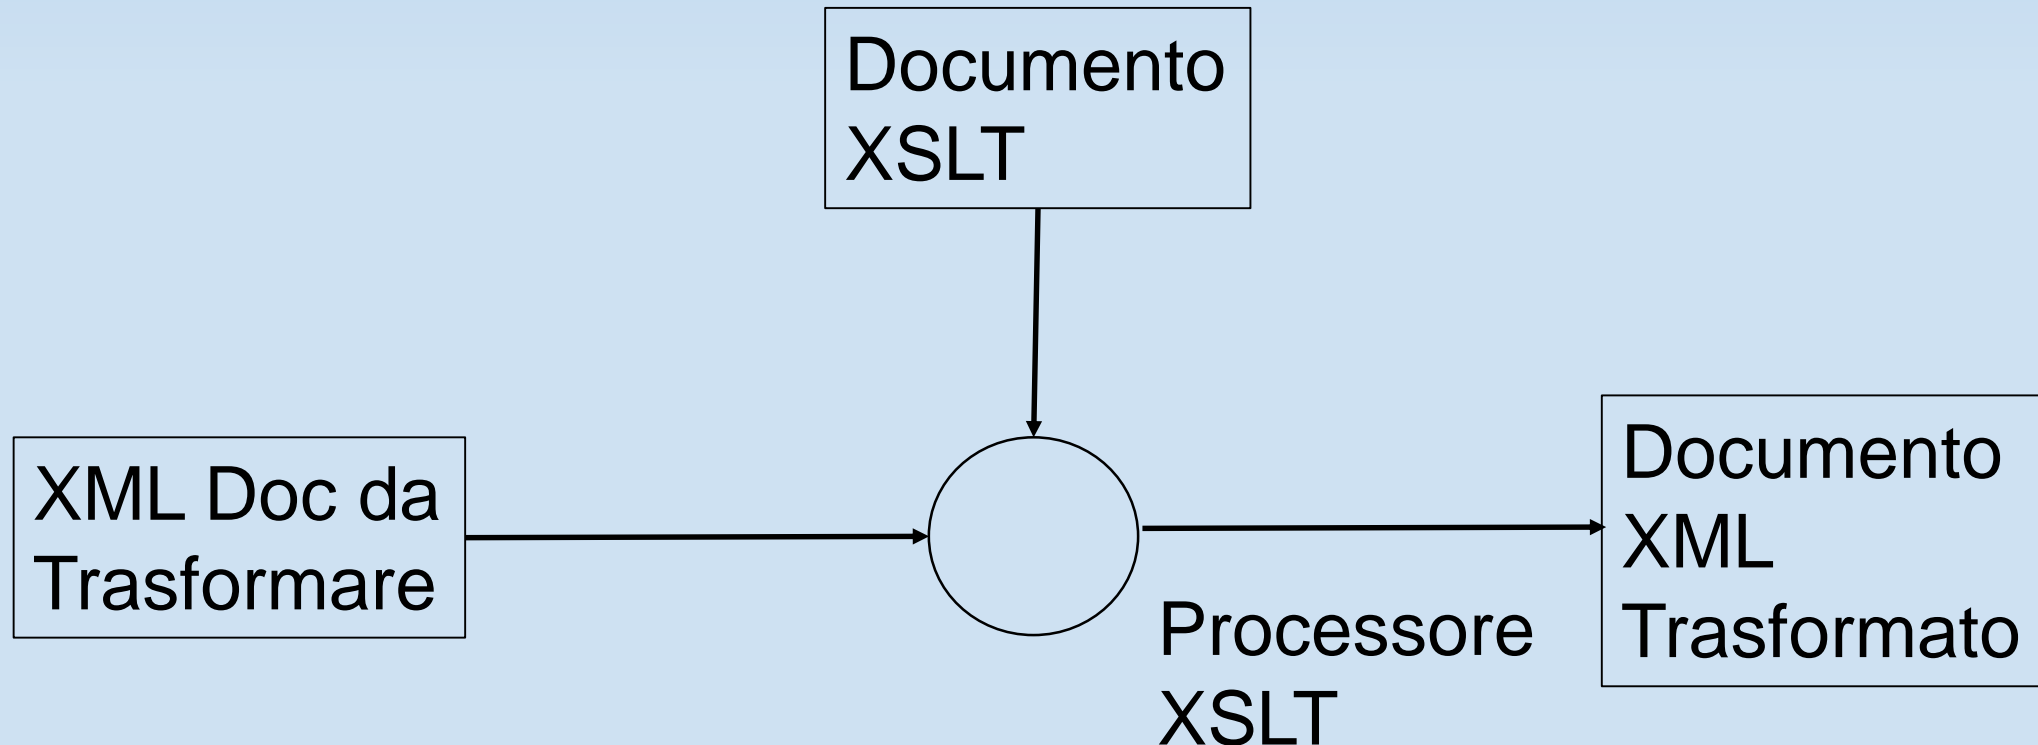 Documento
XSLT
XML Doc da
Trasformare
Documento
XML
Trasformato
Processore
XSLT